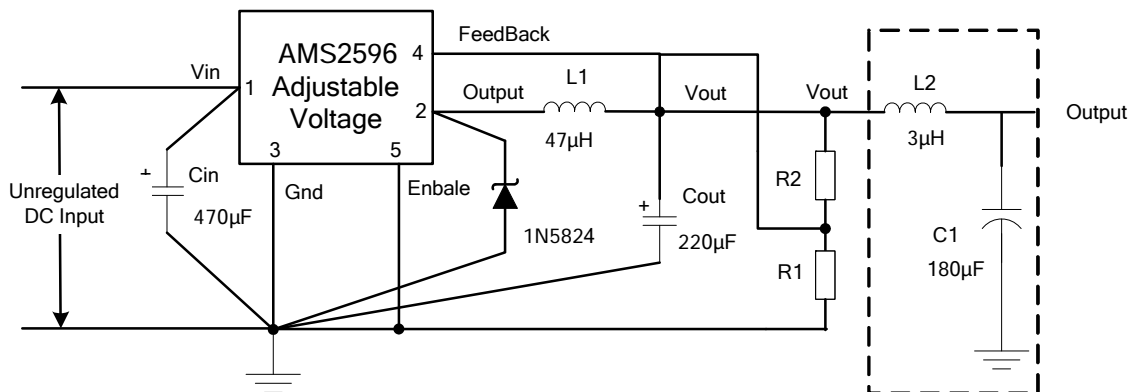 FeedBack
4
AMS2596
Adjustable
Voltage
Vin
1
Output
2
L1
47µH
Vout
Vout
L2
3µH
Output
3
5
Gnd
Enbale
+
Cin
470µF
Unregulated
DC Input
1N5824
+
Cout
220µF
R2
R1
C1
180µF